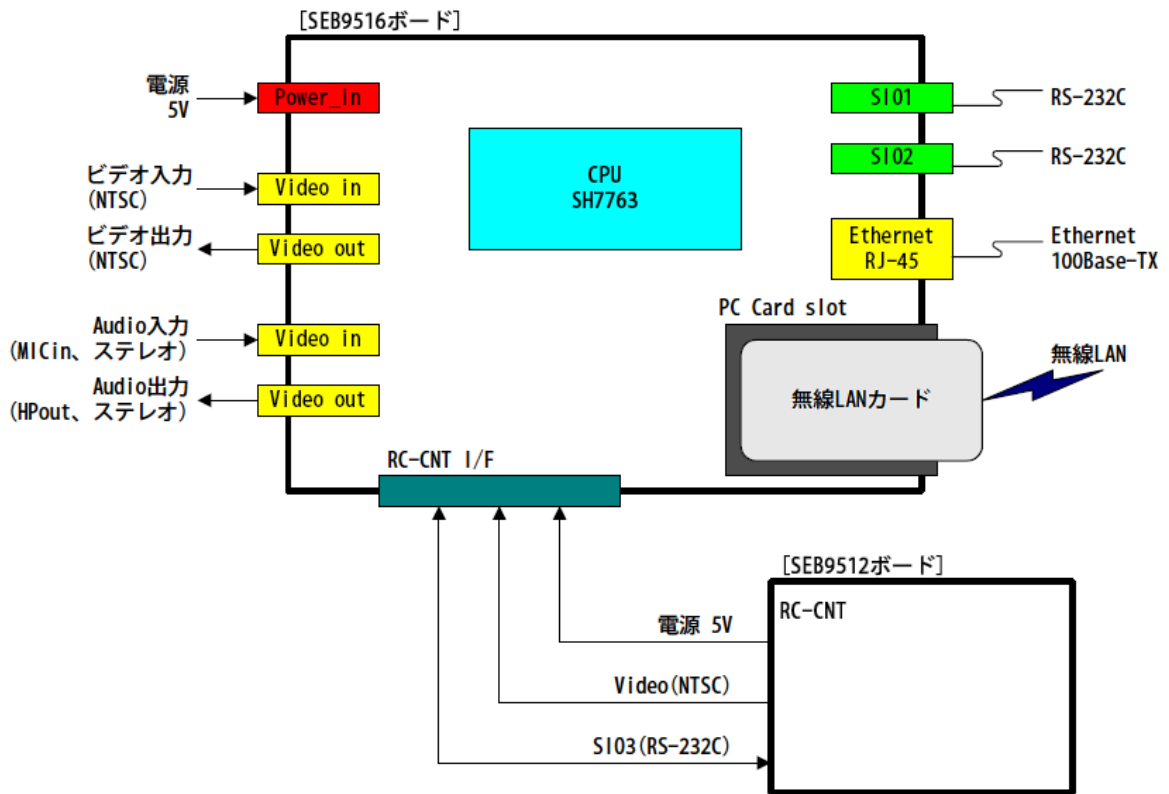 [SEB9516ボード]
電源
5V
Power_in
ビデオ入力
(NTSC)
Video in
ビデオ出力
(NTSC)
Video out
Audio入力
(MICin、ステレオ)
Video in
Audio出力
(HPout、ステレオ)
Video out
CPU
SH7763
SIO1
RS-232C
SIO2
RS-232C
Ethernet
RJ-45
Ethernet
100Base-TX
PC Card slot
無線LANカード
無線LAN
RC-CNT I/F
[SEB9512ボード]
RC-CNT
電源 5V
Video(NTSC)
SIO3(RS-232C)